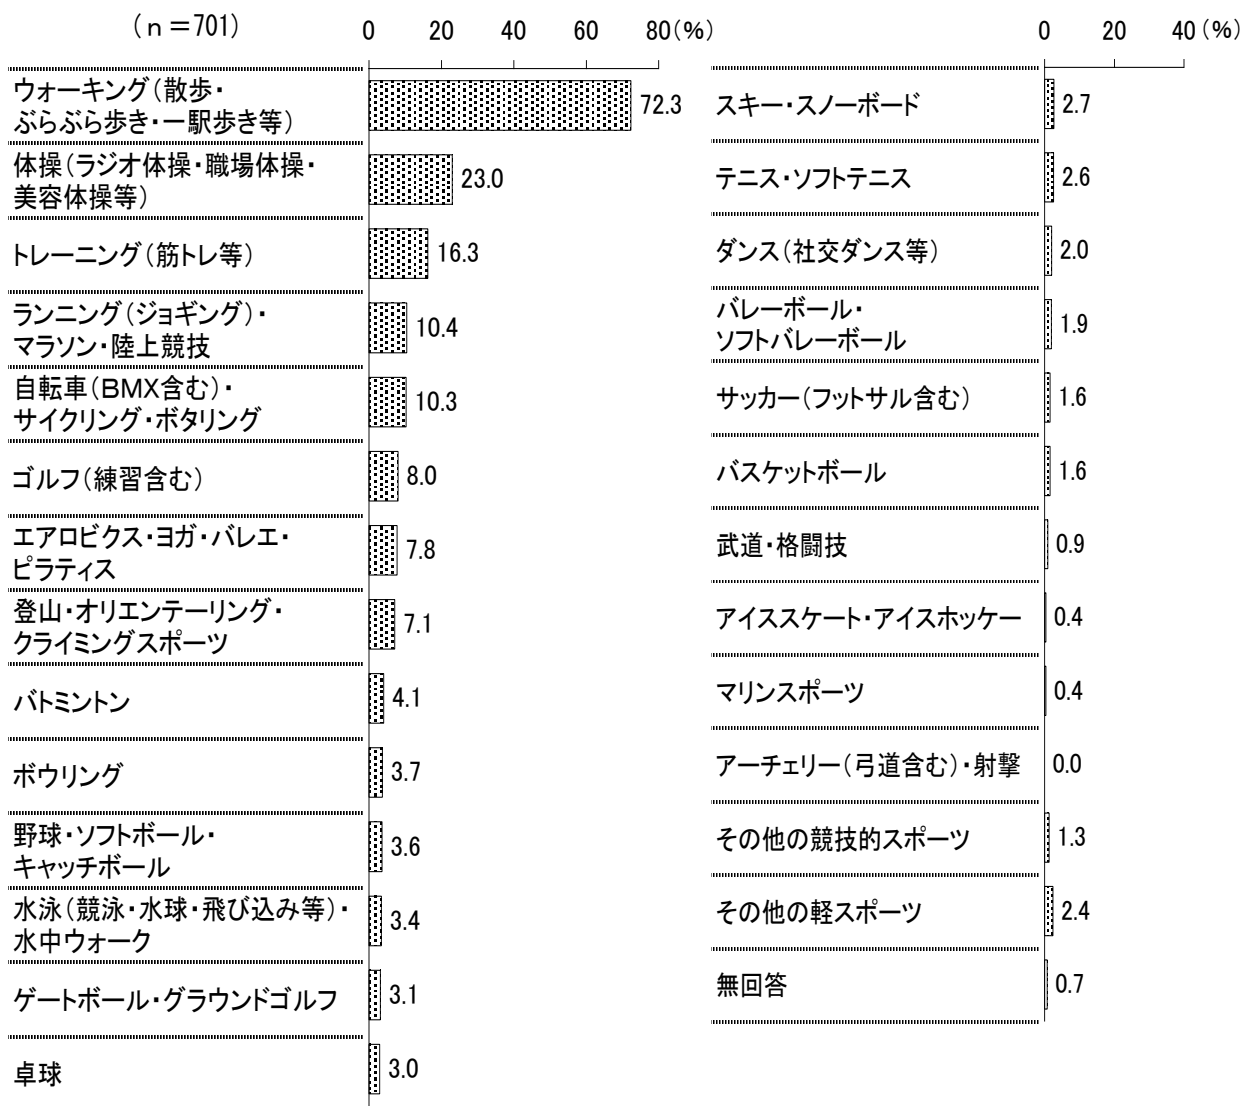 (n=701)
0 20 40 60 80(%)
ウォーキング(散歩・
ぶらぶら歩き・一駅歩き等)
72.3
体操(ラジオ体操・職場体操・
美容体操等)
23.0
トレーニング(筋トレ等)
16.3
ランニング(ジョギング)・
マラソン・陸上競技
10.4
自転車(BMX含む)・
サイクリング・ポタリング
10.3
ゴルフ(練習含む)
8.0
エアロビクス・ヨガ・バレエ・
ピラティス
7.8
登山・オリエンテーリング・
クライミングスポーツ
7.1
バトミントン
4.1
ボウリング
3.7
野球・ソフトボール・
キャッチボール
3.6
水泳(競泳・水球・飛び込み等)・
水中ウォーク
3.4
ゲートボール・グラウンドゴルフ
3.1
卓球
3.0
0 20 40(%)
スキー・スノーボード
2.7
テニス・ソフトテニス
2.6
ダンス(社交ダンス等)
2.0
バレーボール・
ソフトバレーボール
1.9
サッカー(フットサル含む)
1.6
バスケットボール
1.6
武道・格闘技
0.9
アイススケート・アイスホッケー
0.4
マリンスポーツ
0.4
アーチェリー(弓道含む)・射撃
0.0
その他の競技的スポーツ
1.3
その他の軽スポーツ
2.4
無回答
0.7